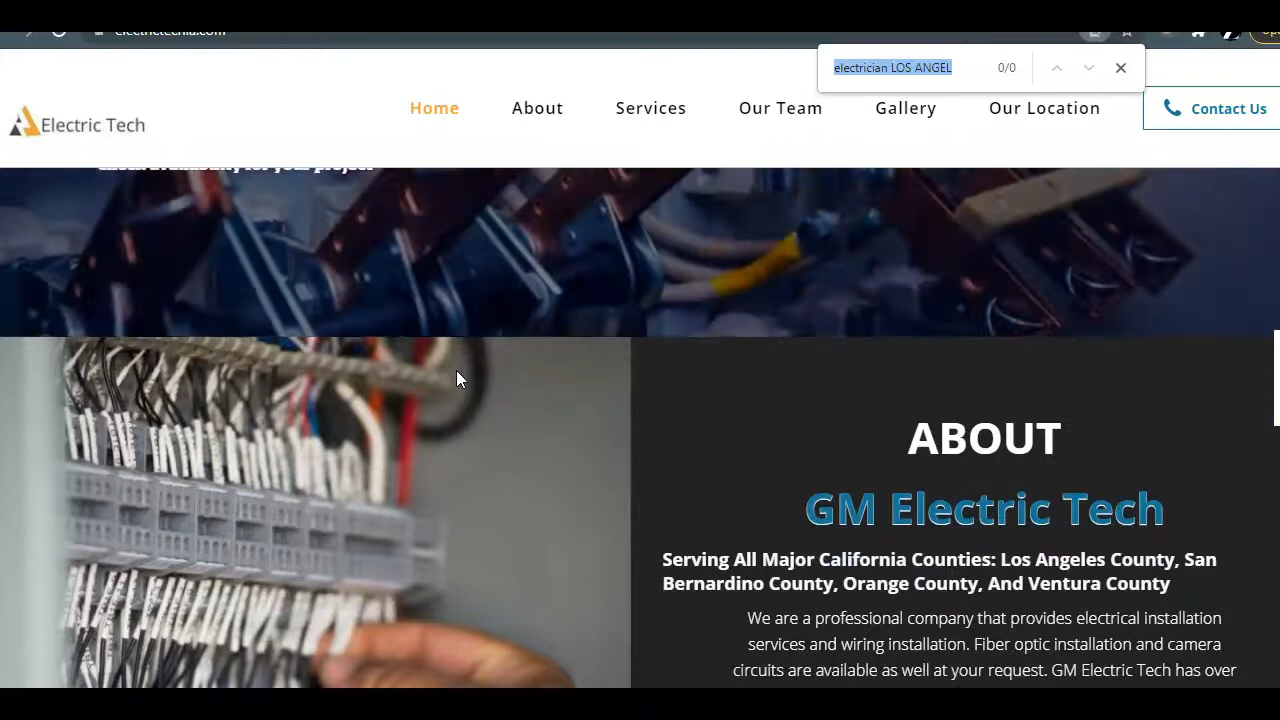 electrician LOS ANGEL 0/0
Home About Services Our Team Gallery Our Location Contact Us
Electric Tech
ABOUT
GM Electric Tech
Serving All Major California Counties: Los Angeles County, San
Bernardino County, Orange County, And Ventura County
We are a professional company that provides electrical installation
services and wiring installation. Fiber optic installation and camera
circuits are available as well at your request. GM Electric Tech has over